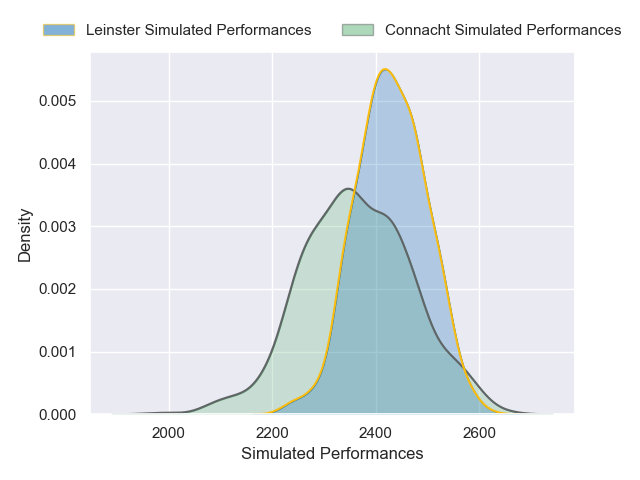 Leinster Simulated Performances
Connacht Simulated Performances
0.005
0.004
0.003
0.002
0.001
0.000
Density
2000
2200
2400
2600
Simulated Performances